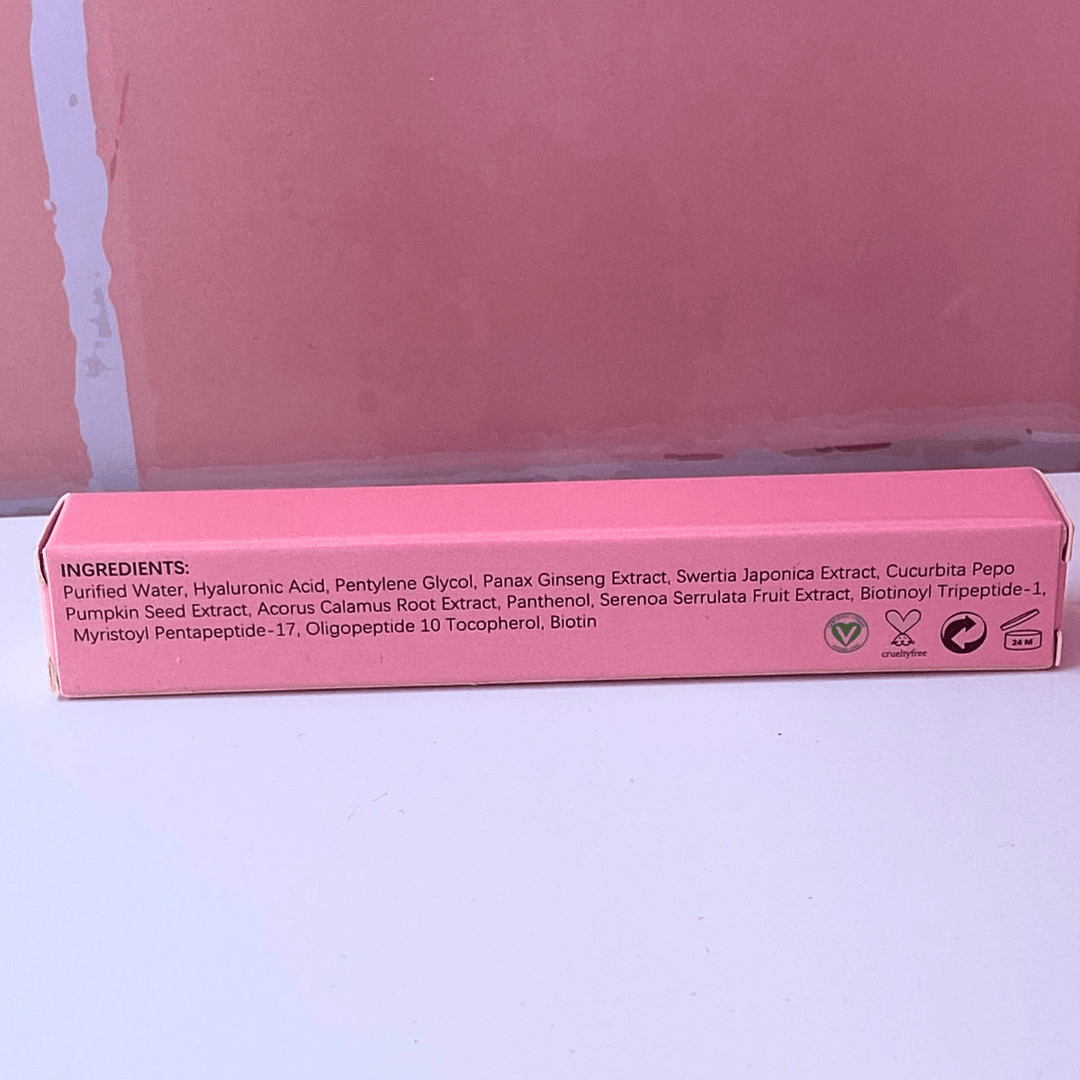 INGREDIENTS:
Purified Water, Hyaluronic Acid, Pentylene Glycol, Panax Ginseng Extract, Swertia Japonica Extract, Cucurbita Pepo
Pumpkin Seed Extract, Acorus Calamus Root Extract, Panthenol, Serenoa Serrulata Fruit Extract, Biotinoyl Tripeptide-1,
Myristoyl Pentapeptide-17, Oligopeptide 10 Tocopherol, Biotin
crueltyfree
24 M